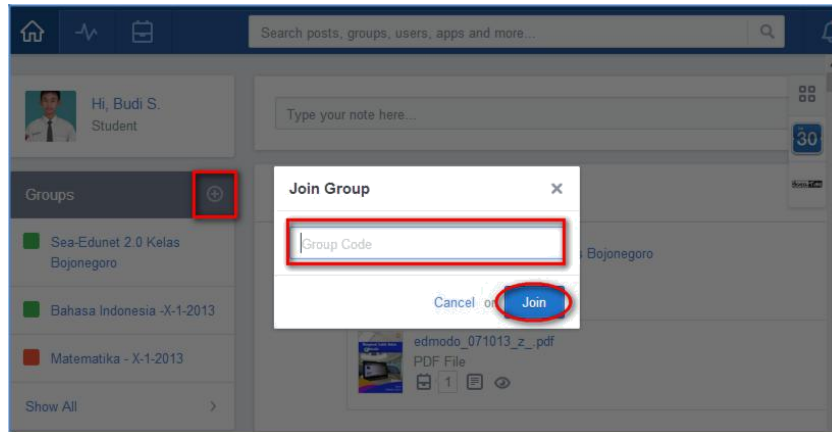 Search posts, groups, users, apps and more...
Hi, Budi S.
Student
Type your note here...
30
Groups
Join Group
Group Code
Sea-Edunet 2.0 Kelas
Bojonegoro
Bojonegoro
Cancel or Join
Bahasa Indonesia -X-1-2013
Matematika - X-1-2013
edmodo_071013_z_.pdf
PDF File
1
Show All